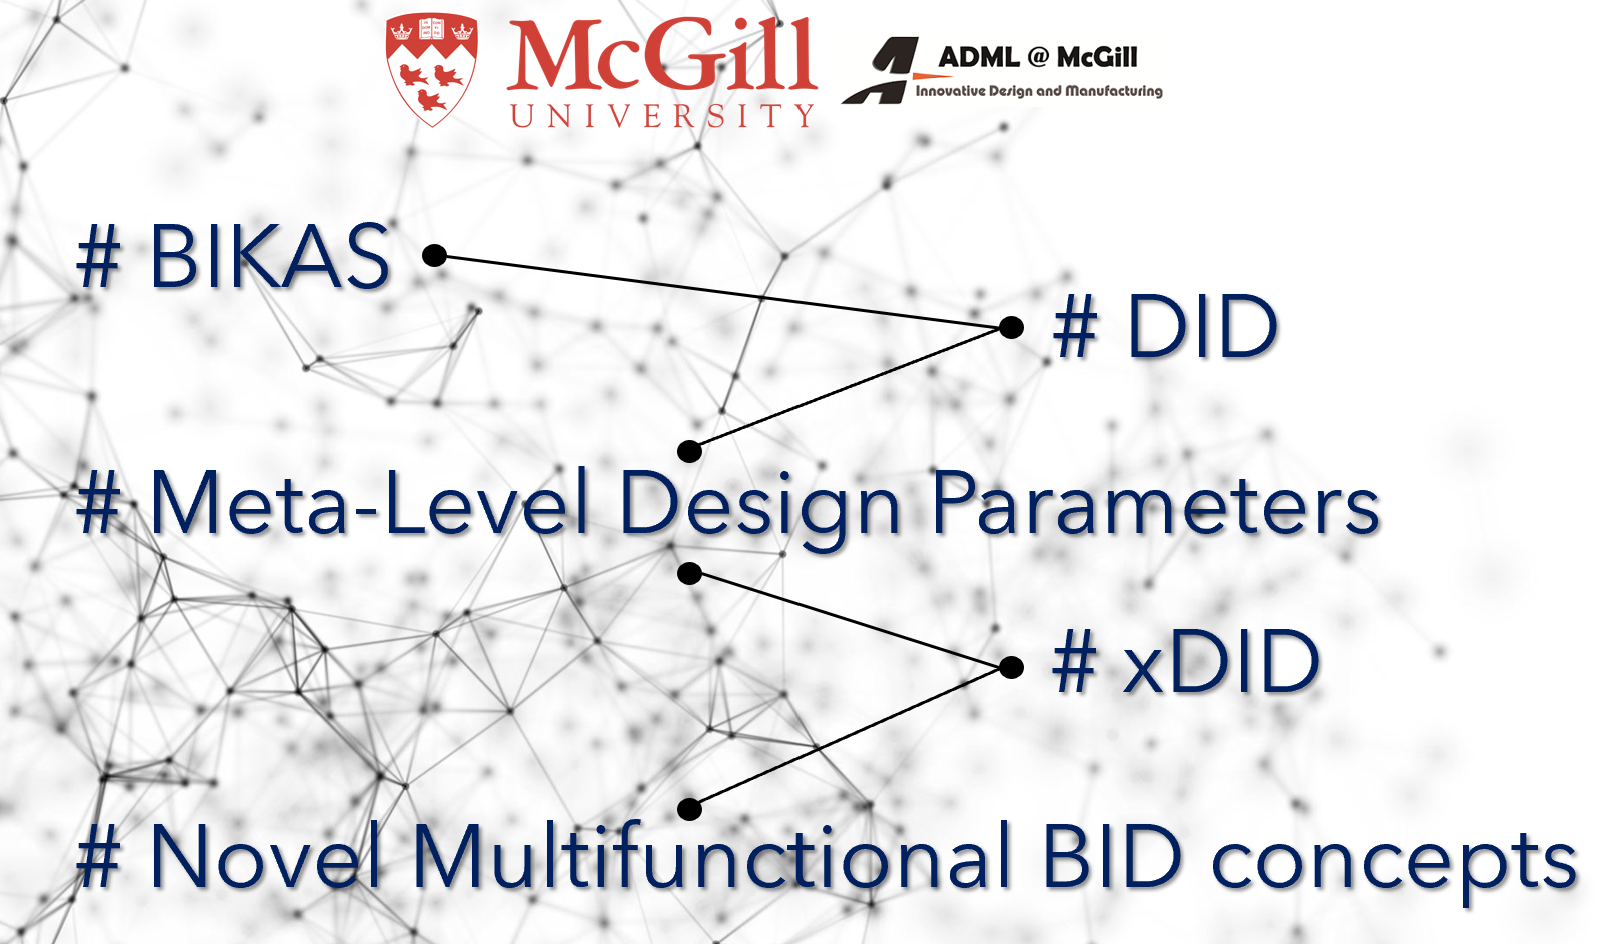 McGill
UNIVERSITY
ADML @ McGill
Innovative Design and Manufacturing
# BIKAS
# DID
# Meta-Level Design Parameters
# xDID
# Novel Multifunctional BID concepts